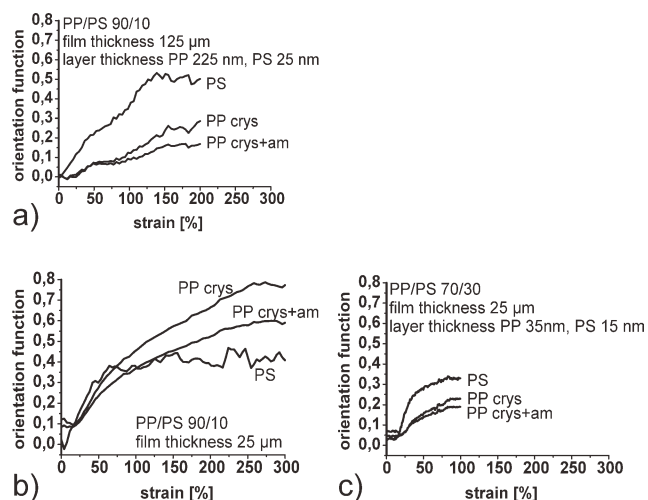 PP/PS 90/10
film thickness 125 µm
layer thickness PP 225 nm, PS 25 nm
orientation function
0,8
0,7
0,6
0,5
0,4
0,3
0,2
0,1
0,0
PS
PP crys
PP crys+am
0 50 100 150 200 250 300
strain [%]
a)
orientation function
0,8
0,7
0,6
0,5
0,4
0,3
0,2
0,1
0,0
PP crys
PP crys+am
PS
PP/PS 90/10
film thickness 25 µm
0 50 100 150 200 250 300
strain [%]
b)
PP/PS 70/30
film thickness 25 µm
layer thickness PP 35nm, PS 15 nm
orientation function
0,8
0,7
0,6
0,5
0,4
0,3
0,2
0,1
0,0
PS
PP crys
PP crys+am
0 50 100 150 200 250 300
strain [%]
c)